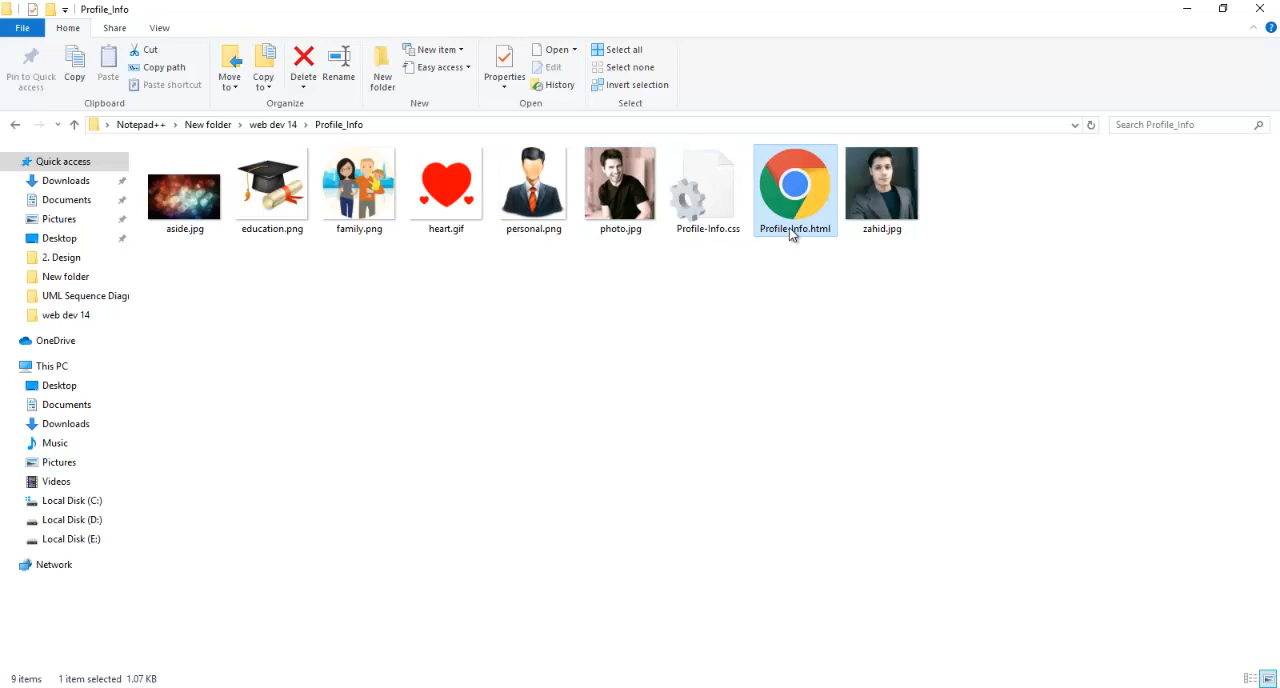 Profile_Info
File Home Share View
Pin to Quick access
Copy
Paste
Cut
Copy path
Paste shortcut
Clipboard
Move to
Copy to
Delete
Rename
Organize
New folder
New item
Easy access
New
Properties
Open
Edit
History
Open
Select all
Select none
Invert selection
Select
Notepad++ New folder web dev 14 Profile_Info
Search Profile_Info
Quick access
Downloads
Documents
Pictures
Desktop
2. Design
New folder
UML Sequence Diagr
web dev 14
OneDrive
This PC
Desktop
Documents
Downloads
Music
Pictures
Videos
Local Disk (C:)
Local Disk (D:)
Local Disk (E:)
Network
aside.jpg education.png family.png heart.gif personal.png photo.jpg Profile-Info.css Profile-Info.html zahid.jpg
9 items 1 item selected 1.07 KB